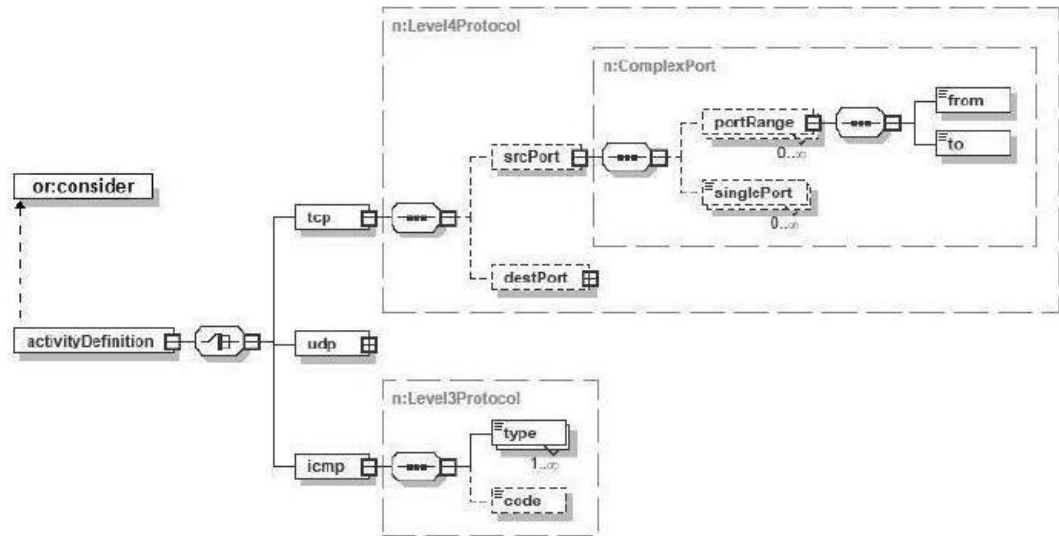 n:Level4Protocol
n:ComplexPort
from
portRange
0..∞
to
srcPort
or:consider
singlePort
0..∞
tcp
destPort
activityDefinition
udp
n:Level3Protocol
type
1..∞
icmp
code